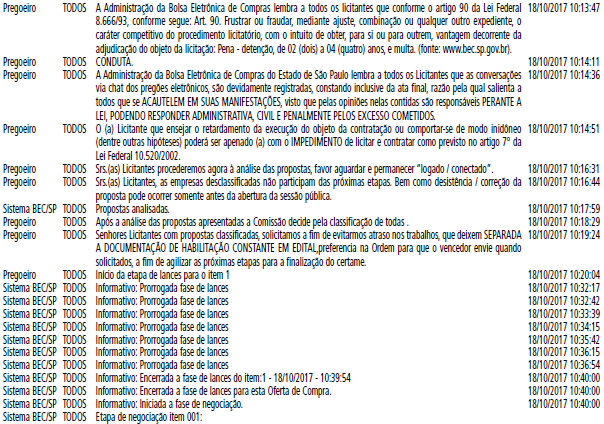 Pregoeiro TODOS A Administração da Bolsa Eletrônica de Compras lembra a todos os licitantes que conforme o artigo 90 da Lei Federal 18/10/2017 10:13:47
8.666/93, conforme segue: Art. 90. Frustrar ou fraudar, mediante ajuste, combinação ou qualquer outro expediente, o
caráter competitivo do procedimento licitatório, com o intuito de obter, para si ou para outrem, vantagem decorrente da
adjudicação do objeto da licitação: Pena - detenção, de 02 (dois) a 04 (quatro) anos, e multa. (fonte: www.bec.sp.gov.br).
Pregoeiro TODOS CONDUTA. 18/10/2017 10:14:11
Pregoeiro TODOS A Administração da Bolsa Eletrônica de Compras do Estado de São Paulo lembra a todos os Licitantes que as conversações 18/10/2017 10:14:36
via chat dos pregões eletrônicos, são devidamente registradas, constando inclusive da ata final, razão pela qual salienta a
todos que se ACAUTELEM EM SUAS MANIFESTAÇÕES, visto que pelas opiniões nelas contidas são responsáveis PERANTE A
LEI, PODENDO RESPONDER ADMINISTRATIVA, CIVIL E PENALMENTE PELOS EXCESSO COMETIDOS.
Pregoeiro TODOS O (a) Licitante que ensejar o retardamento da execução do objeto da contratação ou comportar-se de modo inidôneo 18/10/2017 10:14:51
(dentre outras hipóteses) poderá ser apenado (a) com o IMPEDIMENTO de licitar e contratar como previsto no artigo 7º da
Lei Federal 10.520/2002.
Pregoeiro TODOS Srs.(as) Licitantes procederemos agora à análise das propostas, favor aguardar e permanecer "logado / conectado". 18/10/2017 10:16:31
Pregoeiro TODOS Srs.(as) Licitantes, as empresas desclassificadas não participam das próximas etapas. Bem como desistência / correção da 18/10/2017 10:16:44
proposta pode ocorrer somente antes da abertura da sessão pública.
Sistema BEC/SP TODOS Propostas analisadas. 18/10/2017 10:17:59
Pregoeiro TODOS Após a análise das propostas apresentadas a Comissão decide pela classificação de todas . 18/10/2017 10:18:29
Pregoeiro TODOS Senhores Licitantes com propostas classificadas, solicitamos a fim de evitarmos atraso nos trabalhos, que deixem SEPARADA 18/10/2017 10:19:24
A DOCUMENTAÇÃO DE HABILITAÇÃO CONSTANTE EM EDITAL,preferencia na Ordem para que o vencedor envie quando
solicitados, a fim de agilizar as próximas etapas para a finalização do certame.
Pregoeiro TODOS Início da etapa de lances para o item 1 18/10/2017 10:20:04
Sistema BEC/SP TODOS Informativo: Prorrogada fase de lances 18/10/2017 10:32:17
Sistema BEC/SP TODOS Informativo: Prorrogada fase de lances 18/10/2017 10:32:42
Sistema BEC/SP TODOS Informativo: Prorrogada fase de lances 18/10/2017 10:33:39
Sistema BEC/SP TODOS Informativo: Prorrogada fase de lances 18/10/2017 10:34:15
Sistema BEC/SP TODOS Informativo: Prorrogada fase de lances 18/10/2017 10:35:42
Sistema BEC/SP TODOS Informativo: Prorrogada fase de lances 18/10/2017 10:36:15
Sistema BEC/SP TODOS Informativo: Prorrogada fase de lances 18/10/2017 10:36:54
Sistema BEC/SP TODOS Informativo: Encerrada a fase de lances do item:1 - 18/10/2017 - 10:39:54 18/10/2017 10:40:00
Sistema BEC/SP TODOS Informativo: Encerrada a fase de lances para esta Oferta de Compra. 18/10/2017 10:40:00
Sistema BEC/SP TODOS Informativo: Iniciada a fase de negociação. 18/10/2017 10:40:00
Sistema BEC/SP TODOS Etapa de negociação item 001: